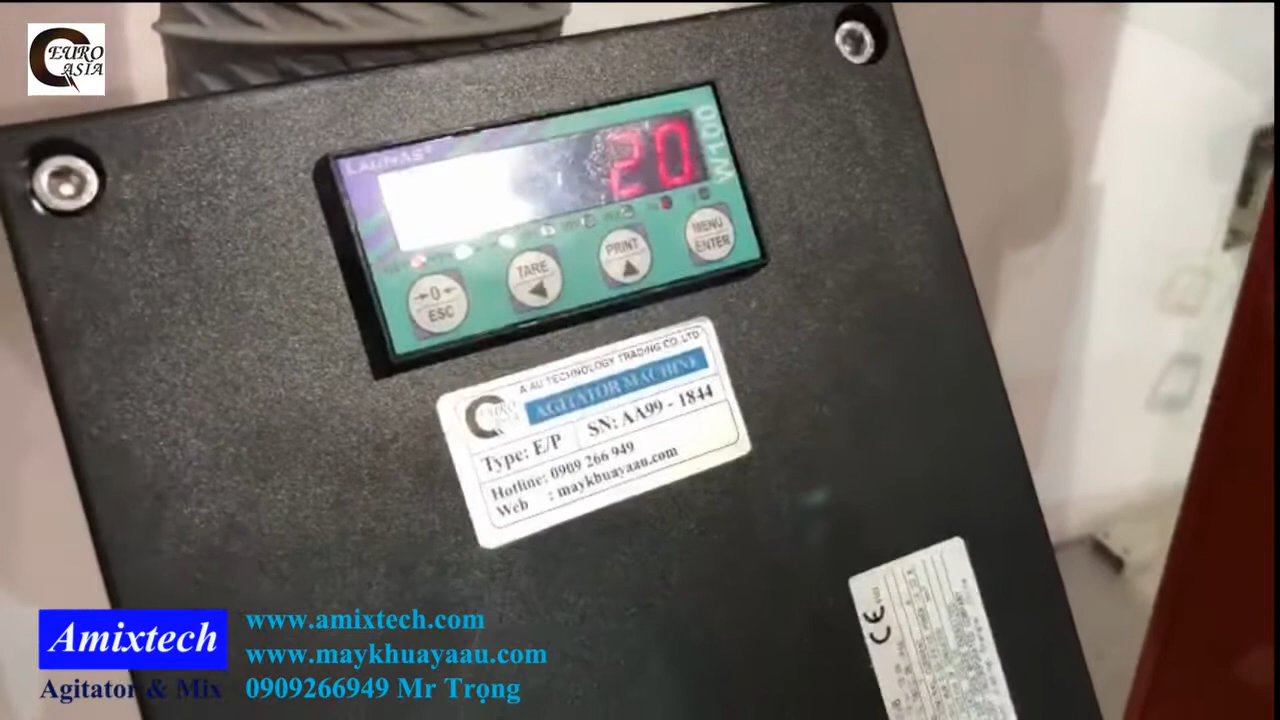 EURO
ASIA
LAUMAS
20
W100
→0←
ESC
TARE
PRINT
MENU
ENTER
A AU TECHNOLOGY TRADING CO.,LTD
EURO
ASIA
AGITATOR MACHINE
Type: E/P SN: AA99 - 1844
Hotline: 0909 266 949
Web : maykhuayaau.com
CE
Amixtech
Agitator & Mix
www.amixtech.com
www.maykhuayaau.com
0909266949 Mr Trọng